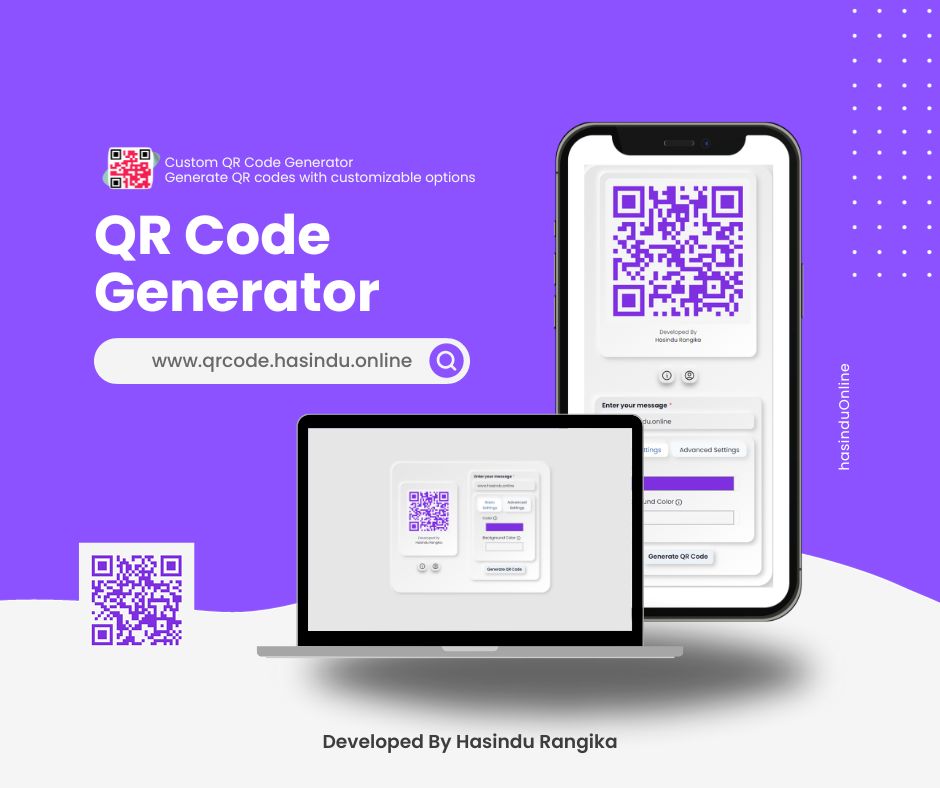 Custom QR Code Generator
Generate QR codes with customizable options
QR Code
Generator
www.qrcode.hasindu.online
Developed By
Hasindu Rangika
Enter your message *
du.online
ttings
Advanced Settings
und Color
Generate QR Code
hasinduOnline
Developed By
Hasindu Rangika
Enter your message *
www.hasindu.online
Basic
Settings
Advanced
Settings
Color
Background Color
Generate QR Code
Developed By Hasindu Rangika